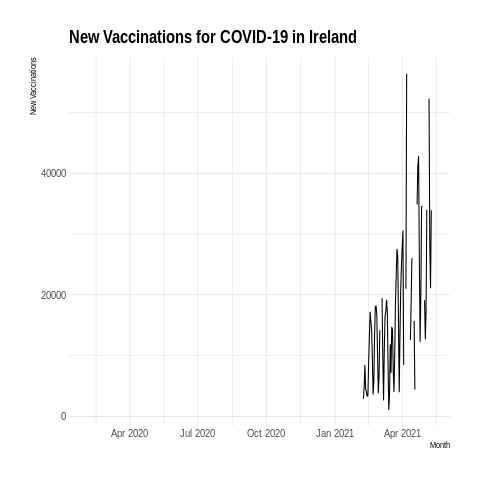 New Vaccinations for COVID-19 in Ireland
New Vaccinations
40000
20000
0
Apr 2020 Jul 2020 Oct 2020 Jan 2021 Apr 2021
Month